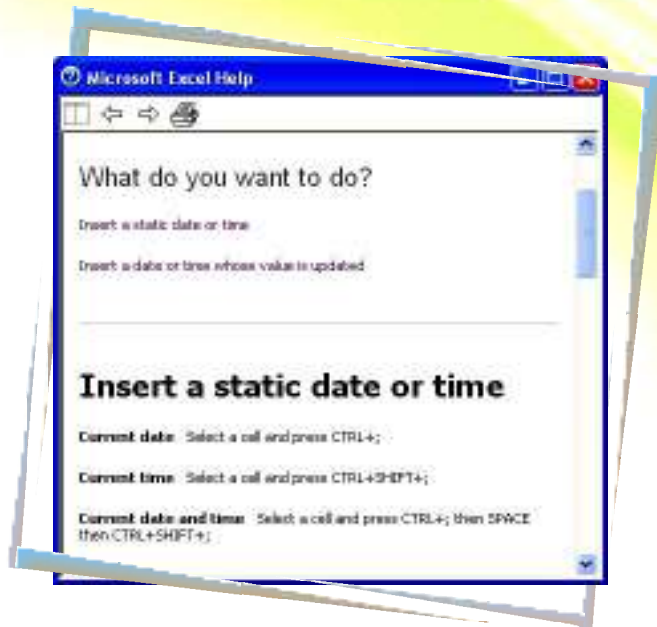 Microsoft Excel Help
What do you want to do?
Insert a static date or time
Insert a date or time whose value is updated
Insert a static date or time
Current date Select a cell and press CTRL+;
Current time Select a cell and press CTRL+SHIFT+;
Current date and time Select a cell and press CTRL+; then SPACE
then CTRL+SHIFT+;